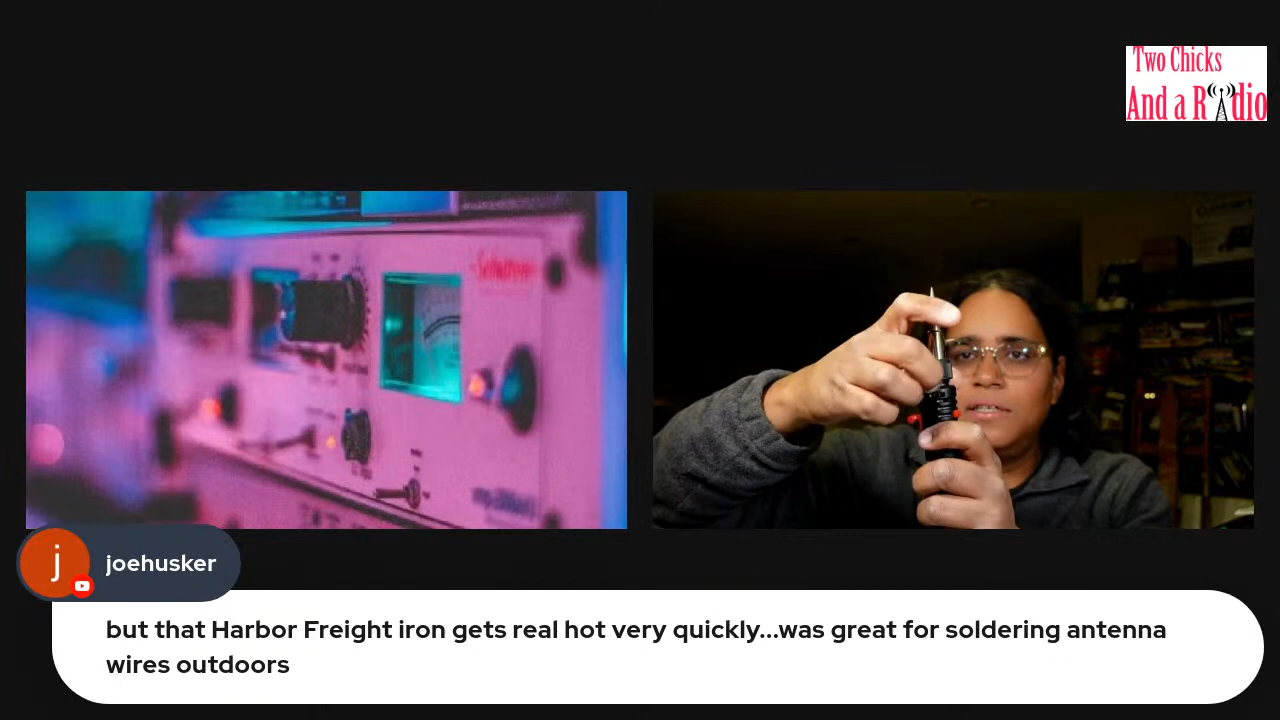 Two Chicks
And a Radio
j
joehusker
but that Harbor Freight iron gets real hot very quickly...was great for soldering antenna
wires outdoors